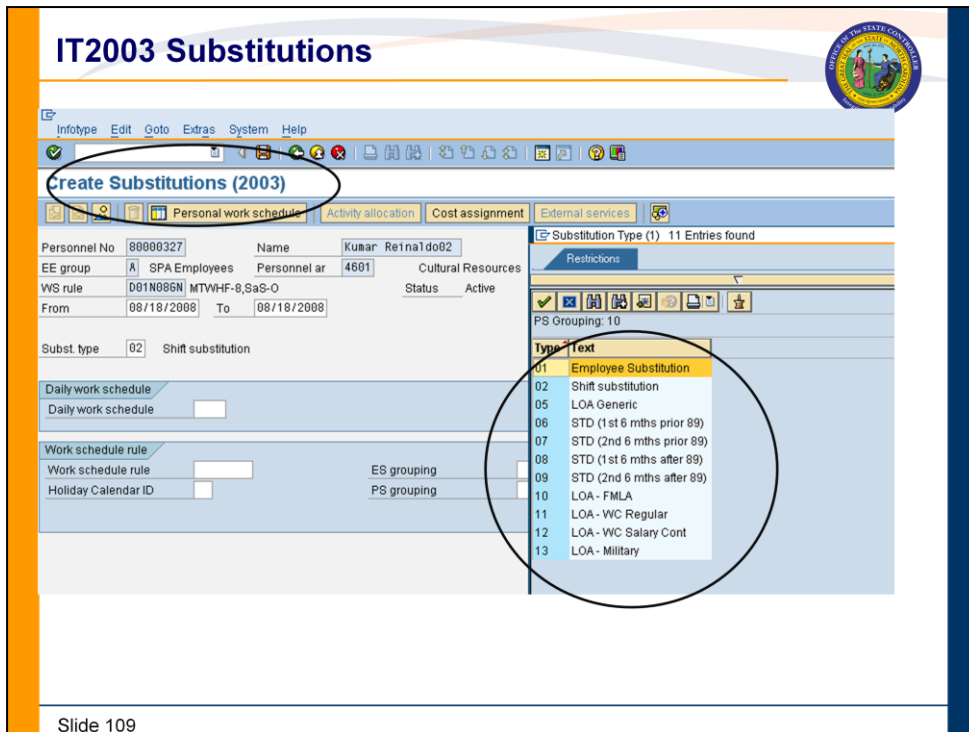 IT2003 Substitutions
OFFICE OF THE STATE CONTROLLER
Infotype Edit Goto Extras System Help
Create Substitutions (2003)
Personal work schedule Activity allocation Cost assignment External services
Personnel No 80000327 Name Kumar Reinaldo02
EE group A SPA Employees Personnel ar 4601 Cultural Resources
WS rule D01N086N MTWHF-8,SaS-O Status Active
From 08/18/2008 To 08/18/2008
Subst. type 02 Shift substitution
Daily work schedule
Daily work schedule
Work schedule rule
Work schedule rule ES grouping
Holiday Calendar ID PS grouping
Substitution Type (1) 11 Entries found
Restrictions
PS Grouping: 10
Type Text
01 Employee Substitution
02 Shift substitution
05 LOA Generic
06 STD (1st 6 mths prior 89)
07 STD (2nd 6 mths prior 89)
08 STD (1st 6 mths after 89)
09 STD (2nd 6 mths after 89)
10 LOA - FMLA
11 LOA - WC Regular
12 LOA - WC Salary Cont
13 LOA - Military
Slide 109